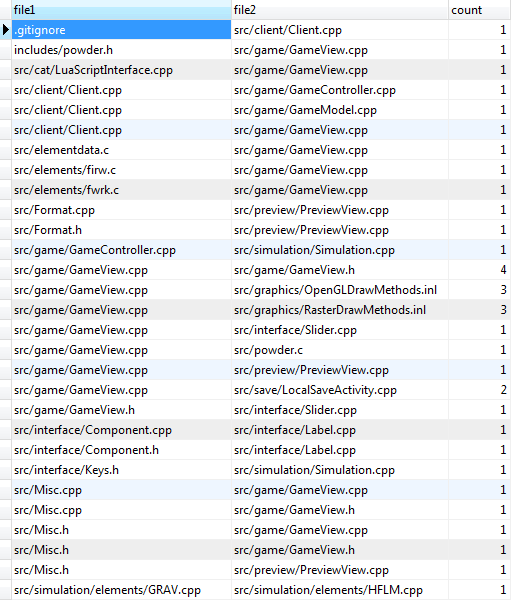 file1 file2 count
.gitignore src/client/Client.cpp 1
includes/powder.h src/game/GameView.cpp 1
src/cat/LuaScriptInterface.cpp src/game/GameView.cpp 1
src/client/Client.cpp src/game/GameController.cpp 1
src/client/Client.cpp src/game/GameModel.cpp 1
src/client/Client.cpp src/game/GameView.cpp 1
src/elementdata.c src/game/GameView.cpp 1
src/elements/firw.c src/game/GameView.cpp 1
src/elements/fwrk.c src/game/GameView.cpp 1
src/Format.cpp src/preview/PreviewView.cpp 1
src/Format.h src/preview/PreviewView.cpp 1
src/game/GameController.cpp src/simulation/Simulation.cpp 1
src/game/GameView.cpp src/game/GameView.h 4
src/game/GameView.cpp src/graphics/OpenGLDrawMethods.inl 3
src/game/GameView.cpp src/graphics/RasterDrawMethods.inl 3
src/game/GameView.cpp src/interface/Slider.cpp 1
src/game/GameView.cpp src/powder.c 1
src/game/GameView.cpp src/preview/PreviewView.cpp 1
src/game/GameView.cpp src/save/LocalSaveActivity.cpp 2
src/game/GameView.h src/interface/Slider.cpp 1
src/interface/Component.cpp src/interface/Label.cpp 1
src/interface/Component.h src/interface/Label.cpp 1
src/interface/Keys.h src/simulation/Simulation.cpp 1
src/Misc.cpp src/game/GameView.cpp 1
src/Misc.cpp src/game/GameView.h 1
src/Misc.h src/game/GameView.cpp 1
src/Misc.h src/game/GameView.h 1
src/Misc.h src/preview/PreviewView.cpp 1
src/simulation/elements/GRAV.cpp src/simulation/elements/HFLM.cpp 1